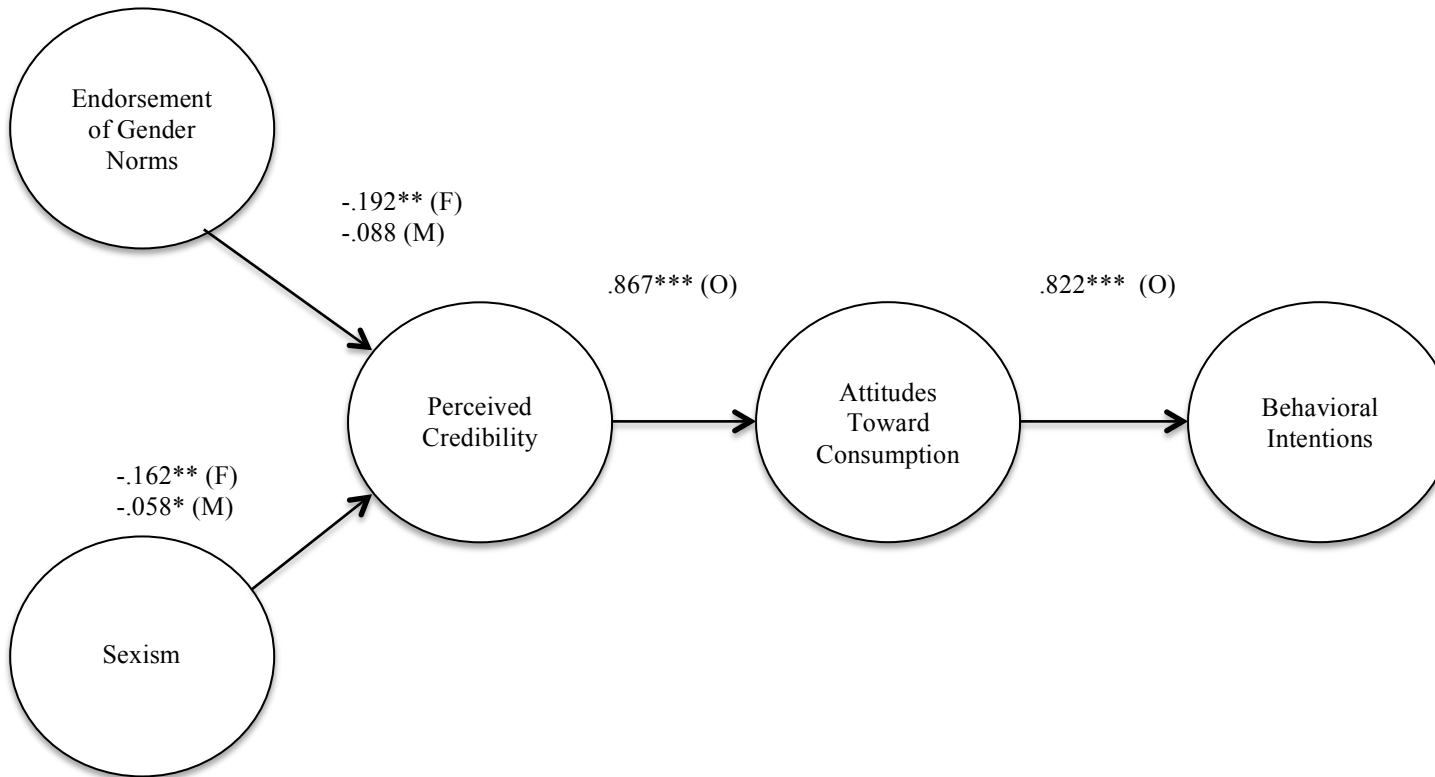 Endorsement
of Gender
Norms
-.192** (F)
-.088 (M)
.867*** (O)
.822*** (O)
Perceived
Credibility
Attitudes
Toward
Consumption
Behavioral
Intentions
-.162** (F)
-.058* (M)
Sexism